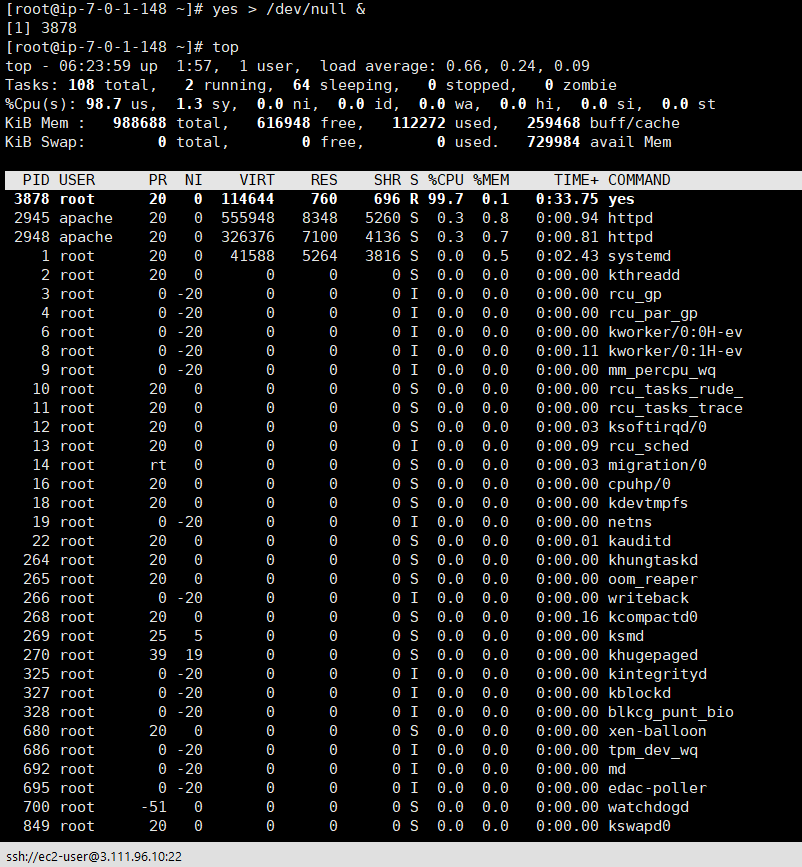 [root@ip-7-0-1-148 ~]# yes > /dev/null &
[1] 3878
[root@ip-7-0-1-148 ~]# top
top - 06:23:59 up  1:57,  1 user,  load average: 0.66, 0.24, 0.09
Tasks: 108 total,   2 running,  64 sleeping,   0 stopped,   0 zombie
%Cpu(s): 98.7 us,  1.3 sy,  0.0 ni,  0.0 id,  0.0 wa,  0.0 hi,  0.0 si,  0.0 st
KiB Mem :   988688 total,   616948 free,   112272 used,   259468 buff/cache
KiB Swap:        0 total,        0 free,        0 used.   729984 avail Mem
  PID USER      PR  NI    VIRT    RES    SHR S %CPU %MEM     TIME+ COMMAND
 3878 root      20   0  114644    760    696 R 99.7  0.1   0:33.75 yes
 2945 apache    20   0  555948   8348   5260 S  0.3  0.8   0:00.94 httpd
 2948 apache    20   0  326376   7100   4136 S  0.3  0.7   0:00.81 httpd
    1 root      20   0   41588   5264   3816 S  0.0  0.5   0:02.43 systemd
    2 root      20   0       0      0      0 S  0.0  0.0   0:00.00 kthreadd
    3 root       0 -20       0      0      0 I  0.0  0.0   0:00.00 rcu_gp
    4 root       0 -20       0      0      0 I  0.0  0.0   0:00.00 rcu_par_gp
    6 root       0 -20       0      0      0 I  0.0  0.0   0:00.00 kworker/0:0H-ev
    8 root       0 -20       0      0      0 I  0.0  0.0   0:00.11 kworker/0:1H-ev
    9 root       0 -20       0      0      0 I  0.0  0.0   0:00.00 mm_percpu_wq
   10 root      20   0       0      0      0 S  0.0  0.0   0:00.00 rcu_tasks_rude_
   11 root      20   0       0      0      0 S  0.0  0.0   0:00.00 rcu_tasks_trace
   12 root      20   0       0      0      0 S  0.0  0.0   0:00.03 ksoftirqd/0
   13 root      20   0       0      0      0 I  0.0  0.0   0:00.09 rcu_sched
   14 root      rt   0       0      0      0 S  0.0  0.0   0:00.03 migration/0
   16 root      20   0       0      0      0 S  0.0  0.0   0:00.00 cpuhp/0
   18 root      20   0       0      0      0 S  0.0  0.0   0:00.00 kdevtmpfs
   19 root       0 -20       0      0      0 I  0.0  0.0   0:00.00 netns
   22 root      20   0       0      0      0 S  0.0  0.0   0:00.01 kauditd
  264 root      20   0       0      0      0 S  0.0  0.0   0:00.00 khungtaskd
  265 root      20   0       0      0      0 S  0.0  0.0   0:00.00 oom_reaper
  266 root       0 -20       0      0      0 I  0.0  0.0   0:00.00 writeback
  268 root      20   0       0      0      0 S  0.0  0.0   0:00.16 kcompactd0
  269 root      25   5       0      0      0 S  0.0  0.0   0:00.00 ksmd
  270 root      39  19       0      0      0 S  0.0  0.0   0:00.00 khugepaged
  325 root       0 -20       0      0      0 I  0.0  0.0   0:00.00 kintegrityd
  327 root       0 -20       0      0      0 I  0.0  0.0   0:00.00 kblockd
  328 root       0 -20       0      0      0 I  0.0  0.0   0:00.00 blkcg_punt_bio
  680 root      20   0       0      0      0 S  0.0  0.0   0:00.00 xen-balloon
  686 root       0 -20       0      0      0 I  0.0  0.0   0:00.00 tpm_dev_wq
  692 root       0 -20       0      0      0 I  0.0  0.0   0:00.00 md
  695 root       0 -20       0      0      0 I  0.0  0.0   0:00.00 edac-poller
  700 root     -51   0       0      0      0 S  0.0  0.0   0:00.00 watchdogd
  849 root      20   0       0      0      0 S  0.0  0.0   0:00.00 kswapd0
ssh://ec2-user@3.111.96.10:22